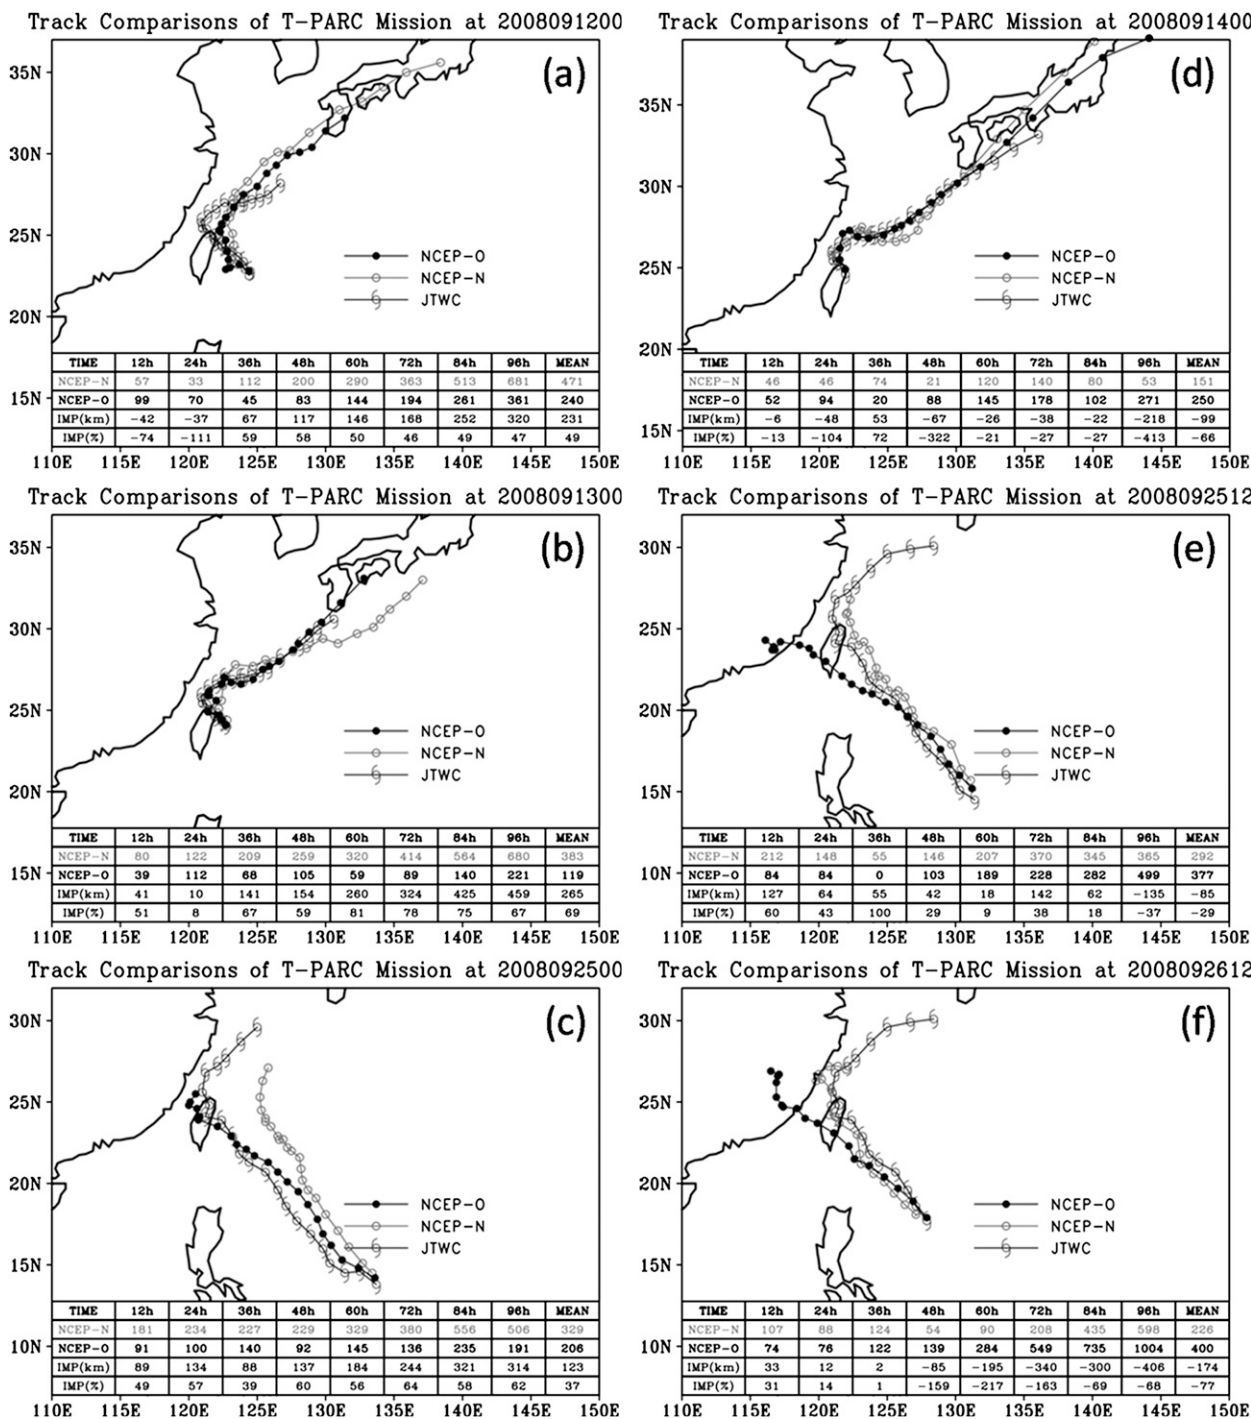 Track Comparisons of T-PARC Mission at 2008091200
(a)
35N
30N
25N
20N
15N
NCEP-O
NCEP-N
JTWC
TIME 12h 24h 36h 48h 60h 72h 84h 96h MEAN
NCEP-N 57 33 112 200 290 363 513 681 471
NCEP-O 99 70 45 83 144 194 261 361 240
IMP(km) -42 -37 67 117 146 168 252 320 231
IMP(%) -74 -111 59 58 50 46 49 47 49
110E 115E 120E 125E 130E 135E 140E 145E 150E
Track Comparisons of T-PARC Mission at 2008091400
(d)
35N
30N
25N
20N
15N
NCEP-O
NCEP-N
JTWC
TIME 12h 24h 36h 48h 60h 72h 84h 96h MEAN
NCEP-N 46 46 74 21 120 140 80 53 151
NCEP-O 52 94 20 88 145 178 102 271 250
IMP(km) -6 -48 53 -67 -26 -38 -22 -218 -99
IMP(%) -13 -104 72 -322 -21 -27 -27 -413 -66
110E 115E 120E 125E 130E 135E 140E 145E 150E
Track Comparisons of T-PARC Mission at 2008091300
(b)
35N
30N
25N
20N
15N
NCEP-O
NCEP-N
JTWC
TIME 12h 24h 36h 48h 60h 72h 84h 96h MEAN
NCEP-N 80 122 209 259 320 414 564 680 383
NCEP-O 39 112 68 105 59 89 140 221 119
IMP(km) 41 10 141 154 260 324 425 459 265
IMP(%) 51 8 67 59 81 78 75 67 69
110E 115E 120E 125E 130E 135E 140E 145E 150E
Track Comparisons of T-PARC Mission at 2008092512
(e)
30N
25N
20N
15N
10N
NCEP-O
NCEP-N
JTWC
TIME 12h 24h 36h 48h 60h 72h 84h 96h MEAN
NCEP-N 212 148 55 146 207 370 345 365 292
NCEP-O 84 84 0 103 189 228 282 499 377
IMP(km) 127 64 55 42 18 142 62 -135 -85
IMP(%) 60 43 100 29 9 38 18 -37 -29
110E 115E 120E 125E 130E 135E 140E 145E 150E
Track Comparisons of T-PARC Mission at 2008092500
(c)
30N
25N
20N
15N
10N
NCEP-O
NCEP-N
JTWC
TIME 12h 24h 36h 48h 60h 72h 84h 96h MEAN
NCEP-N 181 234 227 229 329 380 556 506 329
NCEP-O 91 100 140 92 145 136 235 191 206
IMP(km) 89 134 88 137 184 244 321 314 123
IMP(%) 49 57 39 60 56 64 58 62 37
110E 115E 120E 125E 130E 135E 140E 145E 150E
Track Comparisons of T-PARC Mission at 2008092612
(f)
30N
25N
20N
15N
10N
NCEP-O
NCEP-N
JTWC
TIME 12h 24h 36h 48h 60h 72h 84h 96h MEAN
NCEP-N 107 88 124 54 90 208 435 598 226
NCEP-O 74 76 122 139 284 549 735 1004 400
IMP(km) 33 12 2 -85 -195 -340 -300 -406 -174
IMP(%) 31 14 1 -159 -217 -163 -69 -68 -77
110E 115E 120E 125E 130E 135E 140E 145E 150E